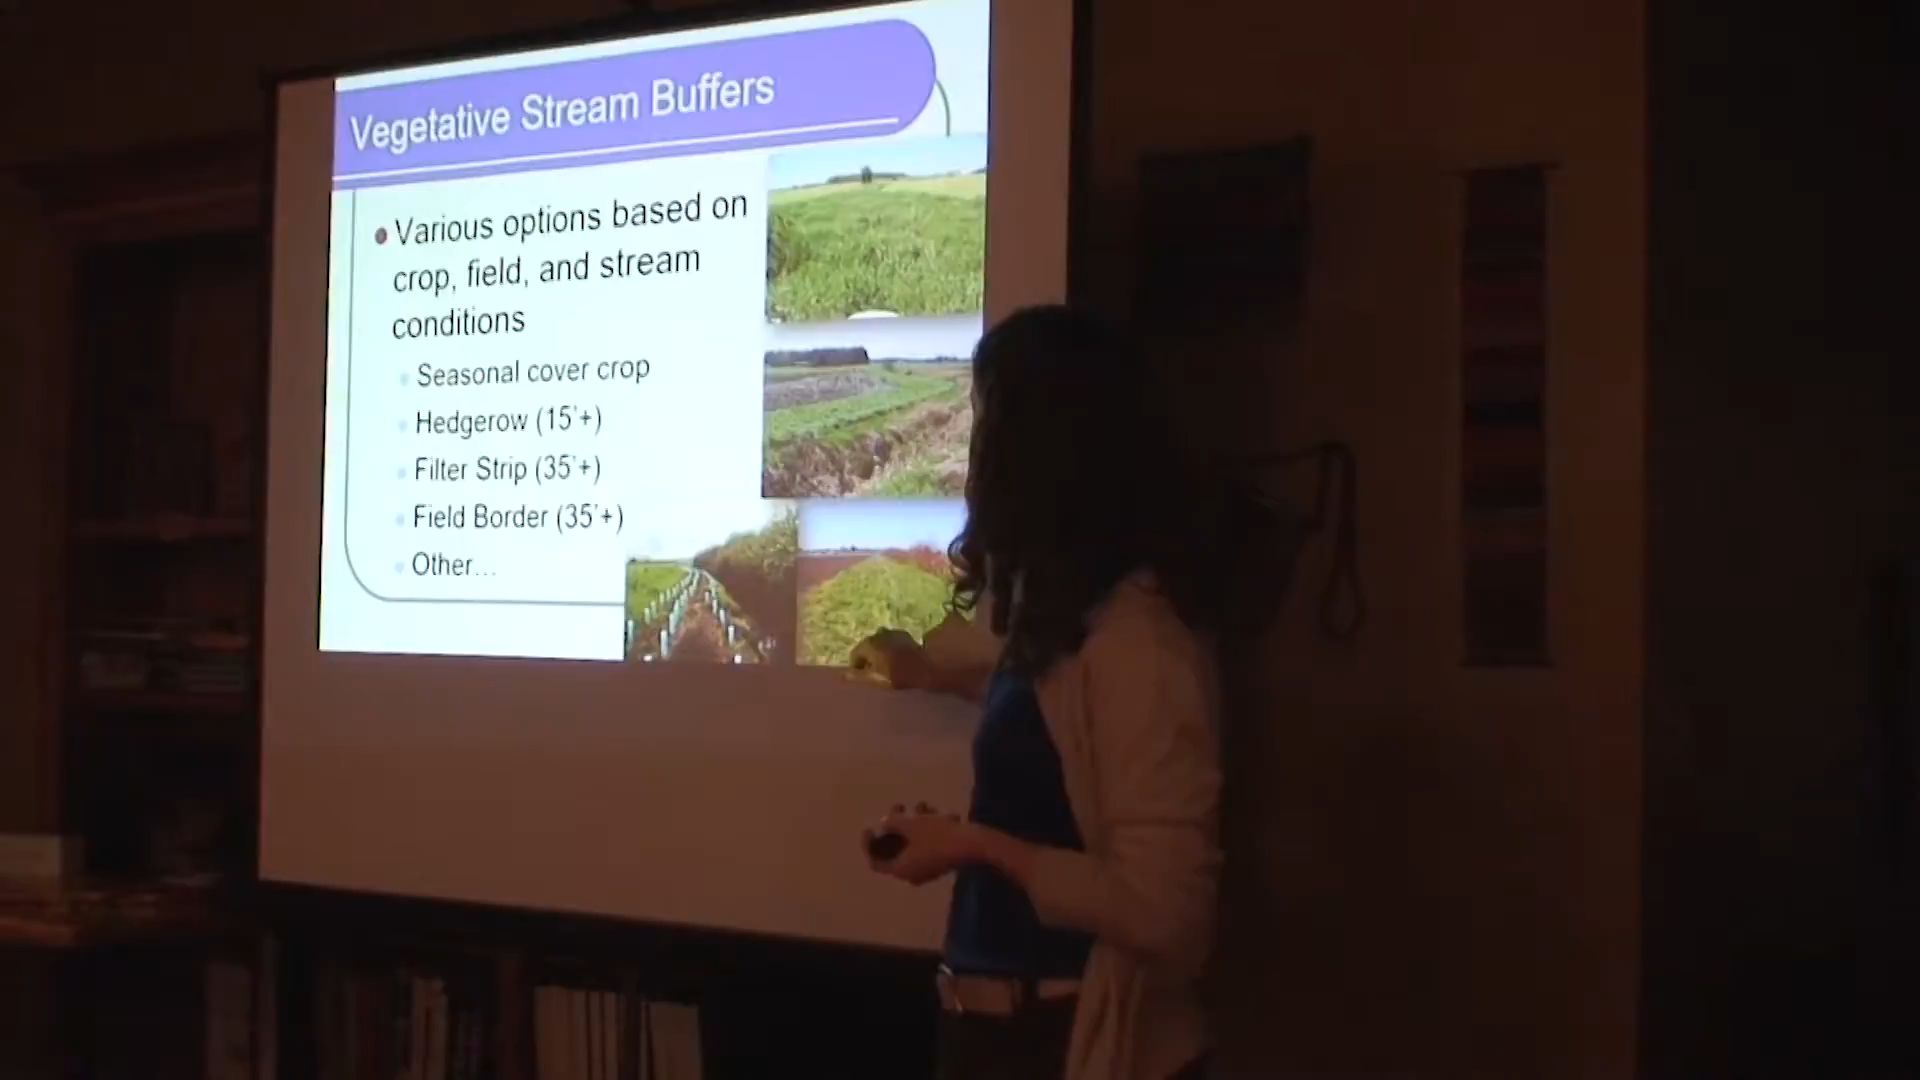 Vegetative Stream Buffers
Various options based on
crop, field, and stream
conditions
Seasonal cover crop
Hedgerow (15'+)
Filter Strip (35'+)
Field Border (35'+)
Other...